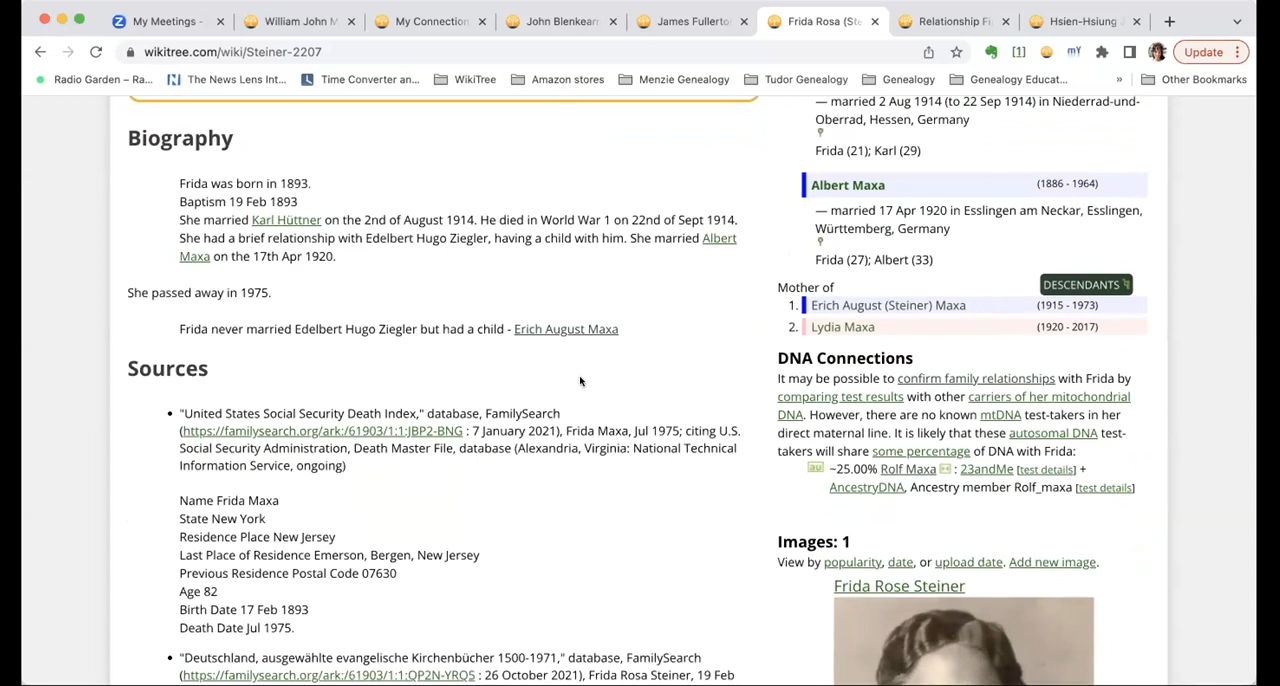 My Meetings -
William John M
My Connection
John Blenkear
James Fullerto
Frida Rosa (Ste
Relationship Fi
Hsien-Hsiung J
wikitree.com/wiki/Steiner-2207
[1]
mY
Update
Radio Garden – Ra...
The News Lens Int...
Time Converter an...
WikiTree
Amazon stores
Menzie Genealogy
Tudor Genealogy
Genealogy
Genealogy Educat...
»
Other Bookmarks
Biography
Frida was born in 1893.
Baptism 19 Feb 1893
She married Karl Hüttner on the 2nd of August 1914. He died in World War 1 on 22nd of Sept 1914.
She had a brief relationship with Edelbert Hugo Ziegler, having a child with him. She married Albert
Maxa on the 17th Apr 1920.
She passed away in 1975.
Frida never married Edelbert Hugo Ziegler but had a child - Erich August Maxa
Sources
• "United States Social Security Death Index," database, FamilySearch
(https://familysearch.org/ark:/61903/1:1:JBP2-BNG : 7 January 2021), Frida Maxa, Jul 1975; citing U.S.
Social Security Administration, Death Master File, database (Alexandria, Virginia: National Technical
Information Service, ongoing)
Name Frida Maxa
State New York
Residence Place New Jersey
Last Place of Residence Emerson, Bergen, New Jersey
Previous Residence Postal Code 07630
Age 82
Birth Date 17 Feb 1893
Death Date Jul 1975.
• "Deutschland, ausgewählte evangelische Kirchenbücher 1500-1971," database, FamilySearch
(https://familysearch.org/ark:/61903/1:1:QP2N-YRQ5 : 26 October 2021), Frida Rosa Steiner, 19 Feb
— married 2 Aug 1914 (to 22 Sep 1914) in Niederrad-und-
Oberrad, Hessen, Germany
Frida (21); Karl (29)
Albert Maxa (1886 - 1964)
— married 17 Apr 1920 in Esslingen am Neckar, Esslingen,
Württemberg, Germany
Frida (27); Albert (33)
DESCENDANTS
Mother of
1. Erich August (Steiner) Maxa (1915 - 1973)
2. Lydia Maxa (1920 - 2017)
DNA Connections
It may be possible to confirm family relationships with Frida by
comparing test results with other carriers of her mitochondrial
DNA. However, there are no known mtDNA test-takers in her
direct maternal line. It is likely that these autosomal DNA test-
takers will share some percentage of DNA with Frida:
au ~25.00% Rolf Maxa : 23andMe [test details] +
AncestryDNA, Ancestry member Rolf_maxa [test details]
Images: 1
View by popularity, date, or upload date. Add new image.
Frida Rose Steiner